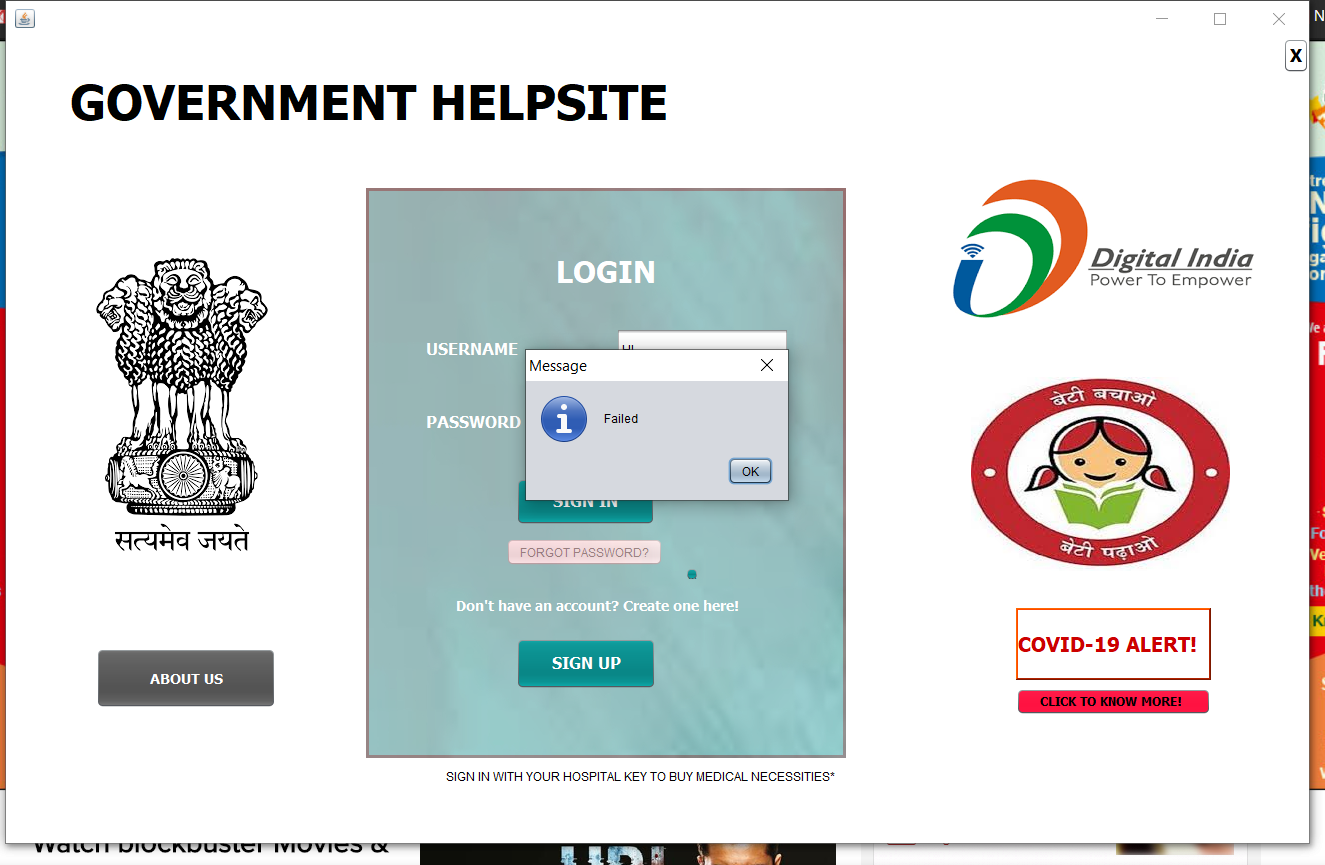 X
GOVERNMENT HELPSITE
LOGIN
Digital India
Power To Empower
USERNAME
HI
Message
Failed
OK
PASSWORD
SIGN IN
FORGOT PASSWORD?
Don't have an account? Create one here!
SIGN UP
सत्यमेव जयते
ABOUT US
बेटी बचाओ
बेटी पढ़ाओ
COVID-19 ALERT!
CLICK TO KNOW MORE!
SIGN IN WITH YOUR HOSPITAL KEY TO BUY MEDICAL NECESSITIES*
Watch blockbuster Movies &